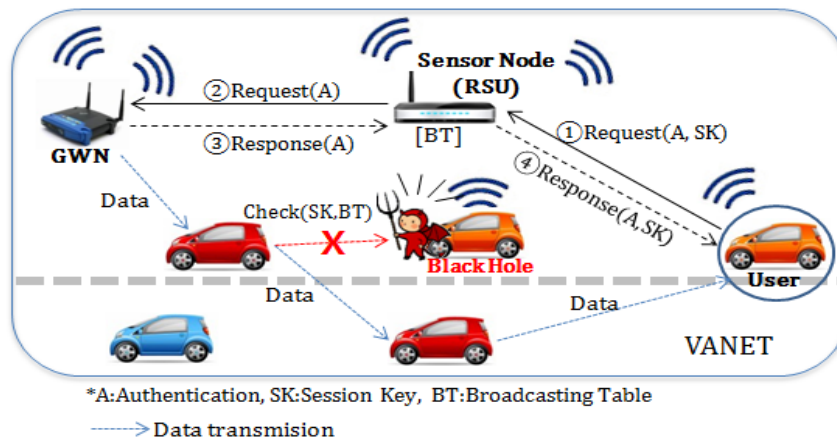 Sensor Node
(RSU)
②Request(A)
①Request(A, SK)
[BT]
③Response(A)
④Response(A,SK)
GWN
Data
Check(SK,BT)
X
Black Hole
User
Data
Data
VANET
*A:Authentication, SK:Session Key, BT:Broadcasting Table
Data transmision